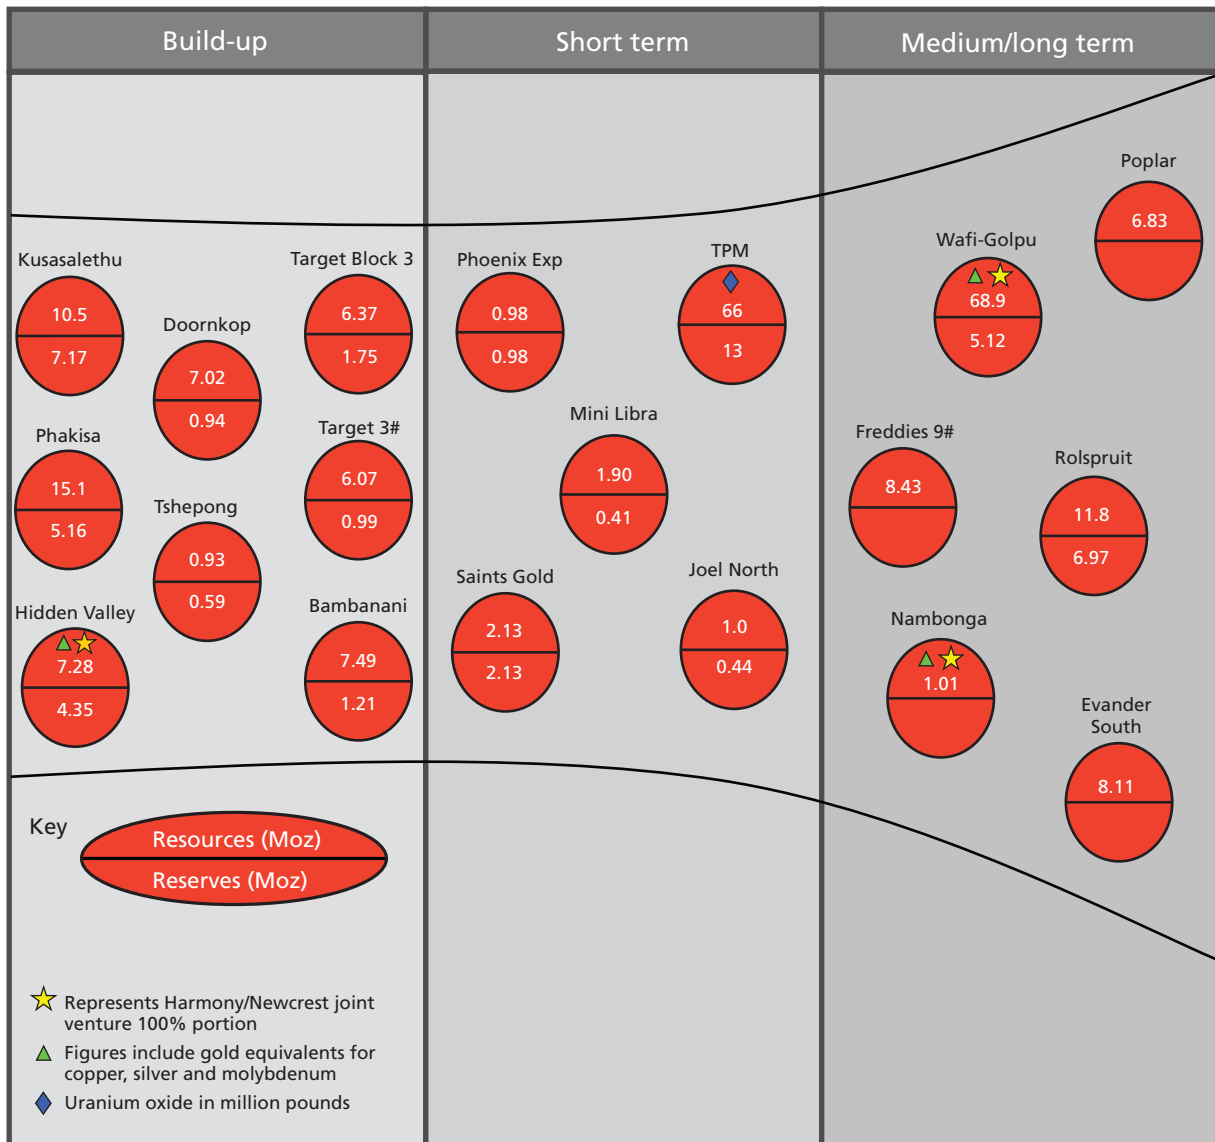 Build-up
Short term
Medium/long term
Kusasalethu
10.5
7.17
Doornkop
7.02
0.94
Target Block 3
6.37
1.75
Phakisa
15.1
5.16
Tshepong
0.93
0.59
Target 3#
6.07
0.99
Hidden Valley
7.28
4.35
Bambanani
7.49
1.21
Phoenix Exp
0.98
0.98
TPM
66
13
Mini Libra
1.90
0.41
Saints Gold
2.13
2.13
Joel North
1.0
0.44
Poplar
6.83
Wafi-Golpu
68.9
5.12
Freddies 9#
8.43
Rolspruit
11.8
6.97
Nambonga
1.01
Evander
South
8.11
Key
Resources (Moz)
Reserves (Moz)
Represents Harmony/Newcrest joint
venture 100% portion
Figures include gold equivalents for
copper, silver and molybdenum
Uranium oxide in million pounds